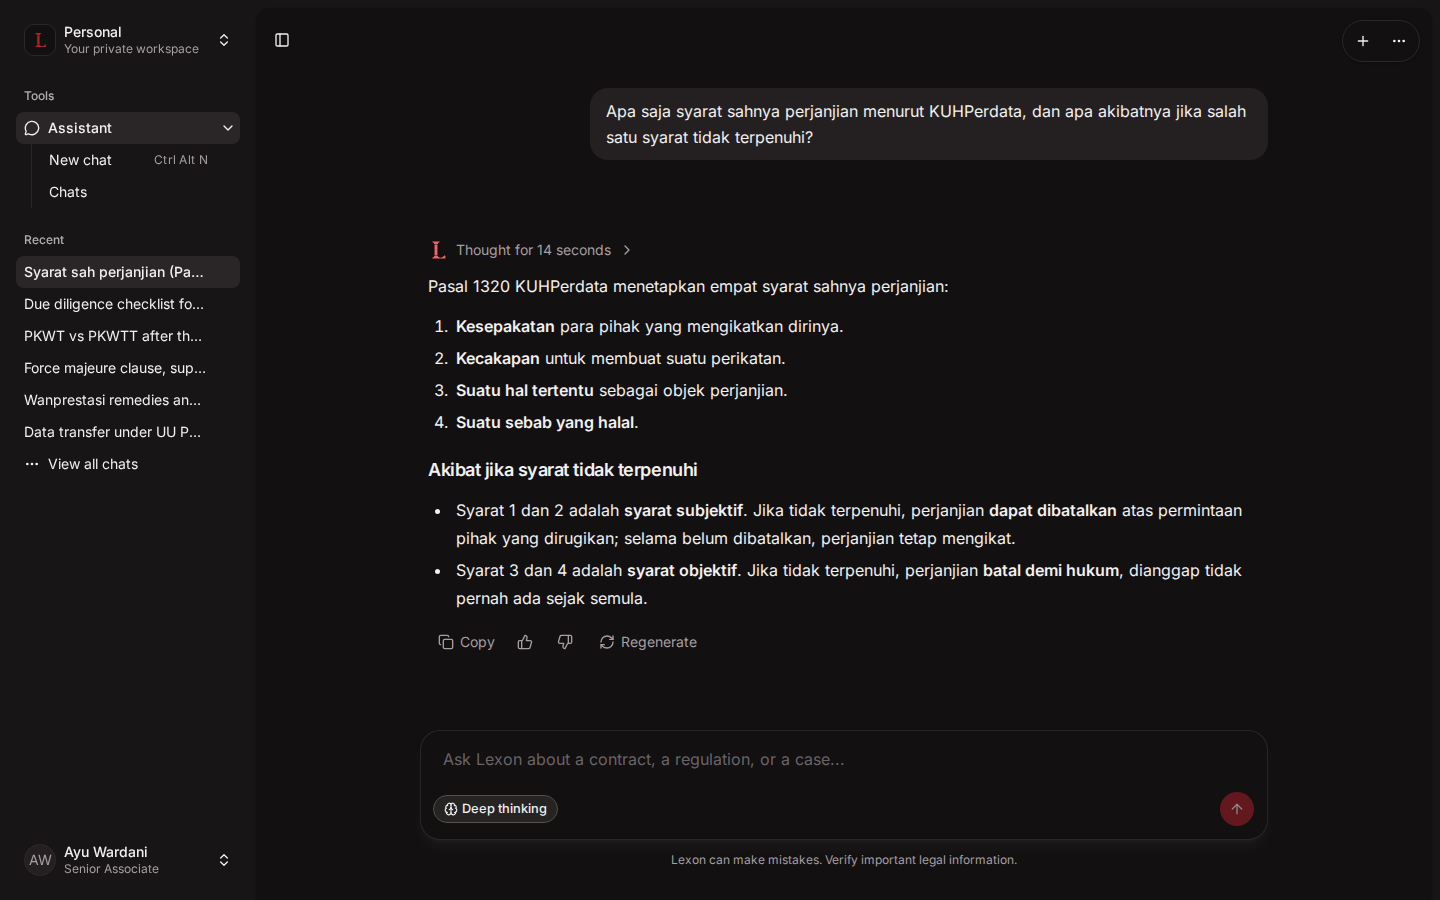 L
Personal
Your private workspace
Tools
Assistant
New chat Ctrl Alt N
Chats
Recent
Syarat sah perjanjian (Pa...
Due diligence checklist fo...
PKWT vs PKWTT after th...
Force majeure clause, sup...
Wanprestasi remedies an...
Data transfer under UU P...
View all chats
AW
Ayu Wardani
Senior Associate
Apa saja syarat sahnya perjanjian menurut KUHPerdata, dan apa akibatnya jika salah
satu syarat tidak terpenuhi?
L Thought for 14 seconds
Pasal 1320 KUHPerdata menetapkan empat syarat sahnya perjanjian:
1. Kesepakatan para pihak yang mengikatkan dirinya.
2. Kecakapan untuk membuat suatu perikatan.
3. Suatu hal tertentu sebagai objek perjanjian.
4. Suatu sebab yang halal.
Akibat jika syarat tidak terpenuhi
• Syarat 1 dan 2 adalah syarat subjektif. Jika tidak terpenuhi, perjanjian dapat dibatalkan atas permintaan
pihak yang dirugikan; selama belum dibatalkan, perjanjian tetap mengikat.
• Syarat 3 dan 4 adalah syarat objektif. Jika tidak terpenuhi, perjanjian batal demi hukum, dianggap tidak
pernah ada sejak semula.
Copy Regenerate
Ask Lexon about a contract, a regulation, or a case...
Deep thinking
Lexon can make mistakes. Verify important legal information.